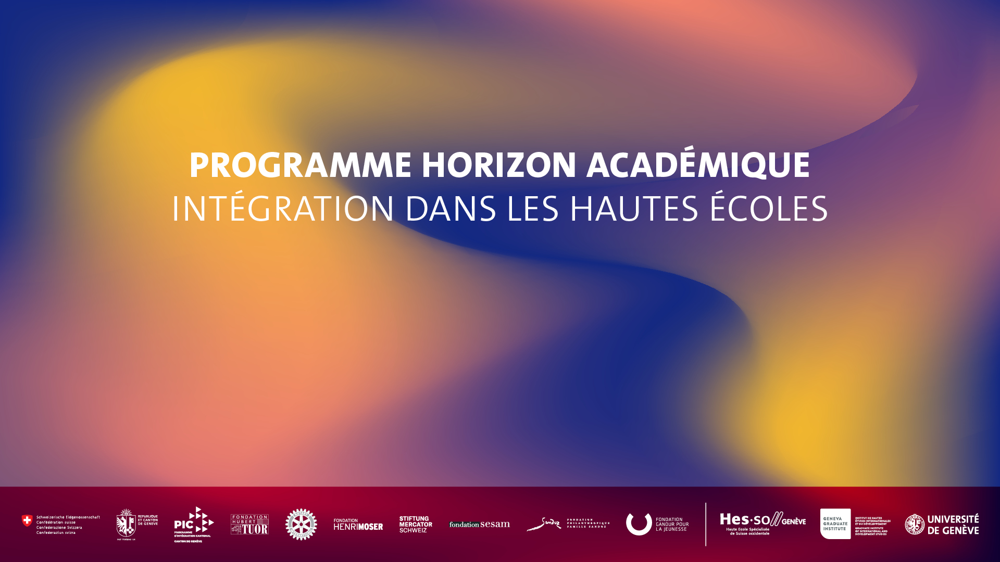 PROGRAMME HORIZON ACADÉMIQUE
INTÉGRATION DANS LES HAUTES ÉCOLES
Schweizerische Eidgenossenschaft
Confédération suisse
Confederazione Svizzera
Confederaziun svizra
REPUBLIQUE
ET CANTON
DE GENEVE
POST TENEBRAS LUX
PIC
PROGRAMME
D'INTÉGRATION CANTONAL
CANTON DE GENÈVE
FONDATION
HUBERT
TUOR
ROTARY
INTERNATIONAL
FONDATION
HENRI MOSER
STIFTUNG
MERCATOR
SCHWEIZ
fondation sesam
Sandoz
FONDATION
PHILANTHROPIQUE
FAMILLE SANDOZ
FONDATION
GANDUR POUR
LA JEUNESSE
Hes·so GENÈVE
Haute Ecole Spécialisée
de Suisse occidentale
GENEVA
GRADUATE
INSTITUTE
INSTITUT DE HAUTES
ÉTUDES INTERNATIONALES
ET DU DÉVELOPPEMENT
GRADUATE INSTITUTE
OF INTERNATIONAL AND
DEVELOPMENT STUDIES
UNIVERSITÉ
DE GENÈVE